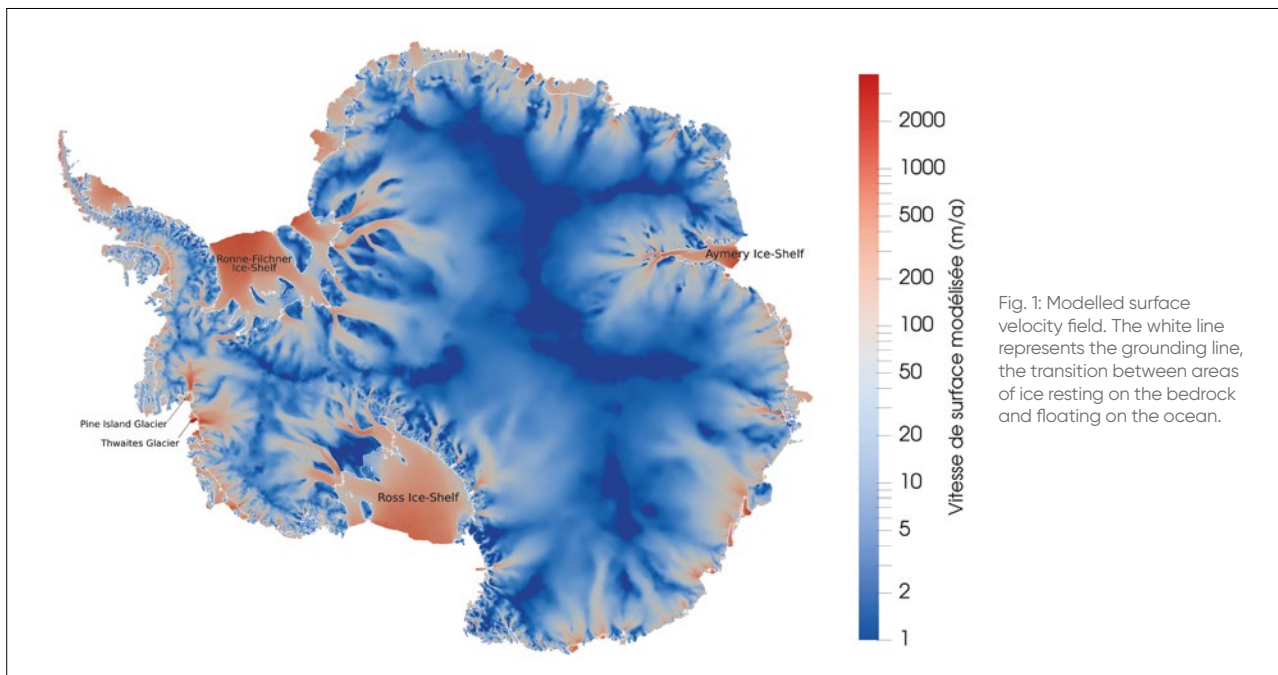 Ronne-Filchner
Ice-Shelf
Aymery Ice-Shelf
Pine Island Glacier
Thwaites Glacier
Ross Ice-Shelf
2000
1000
500
200
100
50
20
10
5
2
1
Vitesse de surface modélisée (m/a)
Fig. 1: Modelled surface
velocity field. The white line
represents the grounding line,
the transition between areas
of ice resting on the bedrock
and floating on the ocean.